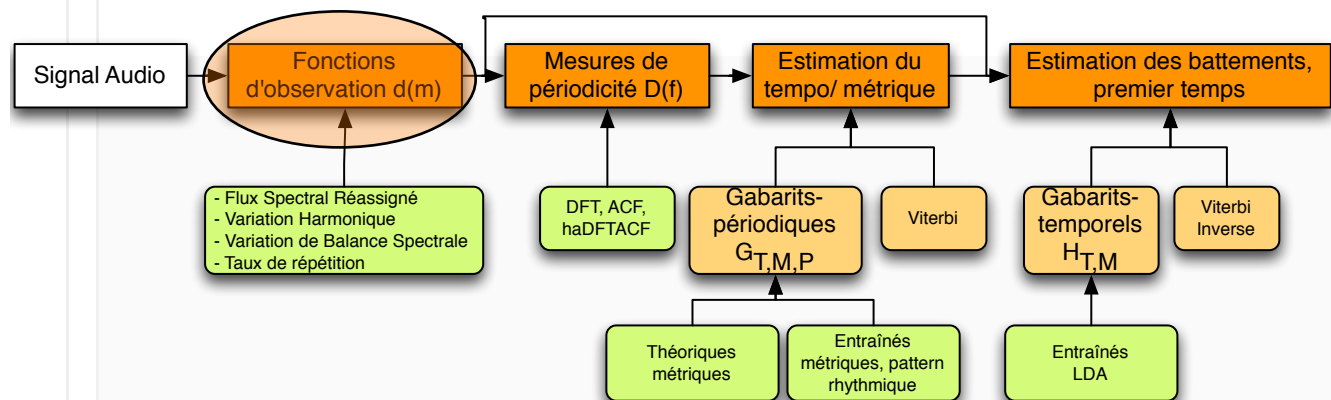 Signal Audio
Fonctions
d'observation d(m)
Mesures de
périodicité D(f)
Estimation du
tempo/ métrique
Estimation des battements,
premier temps
- Flux Spectral Réassigné
- Variation Harmonique
- Variation de Balance Spectrale
- Taux de répétition
DFT, ACF,
haDFTACF
Gabarits-
périodiques
G T,M,P
Viterbi
Gabarits-
temporels
H T,M
Viterbi
Inverse
Théoriques
métriques
Entraînés
métriques, pattern
rhythmique
Entraînés
LDA